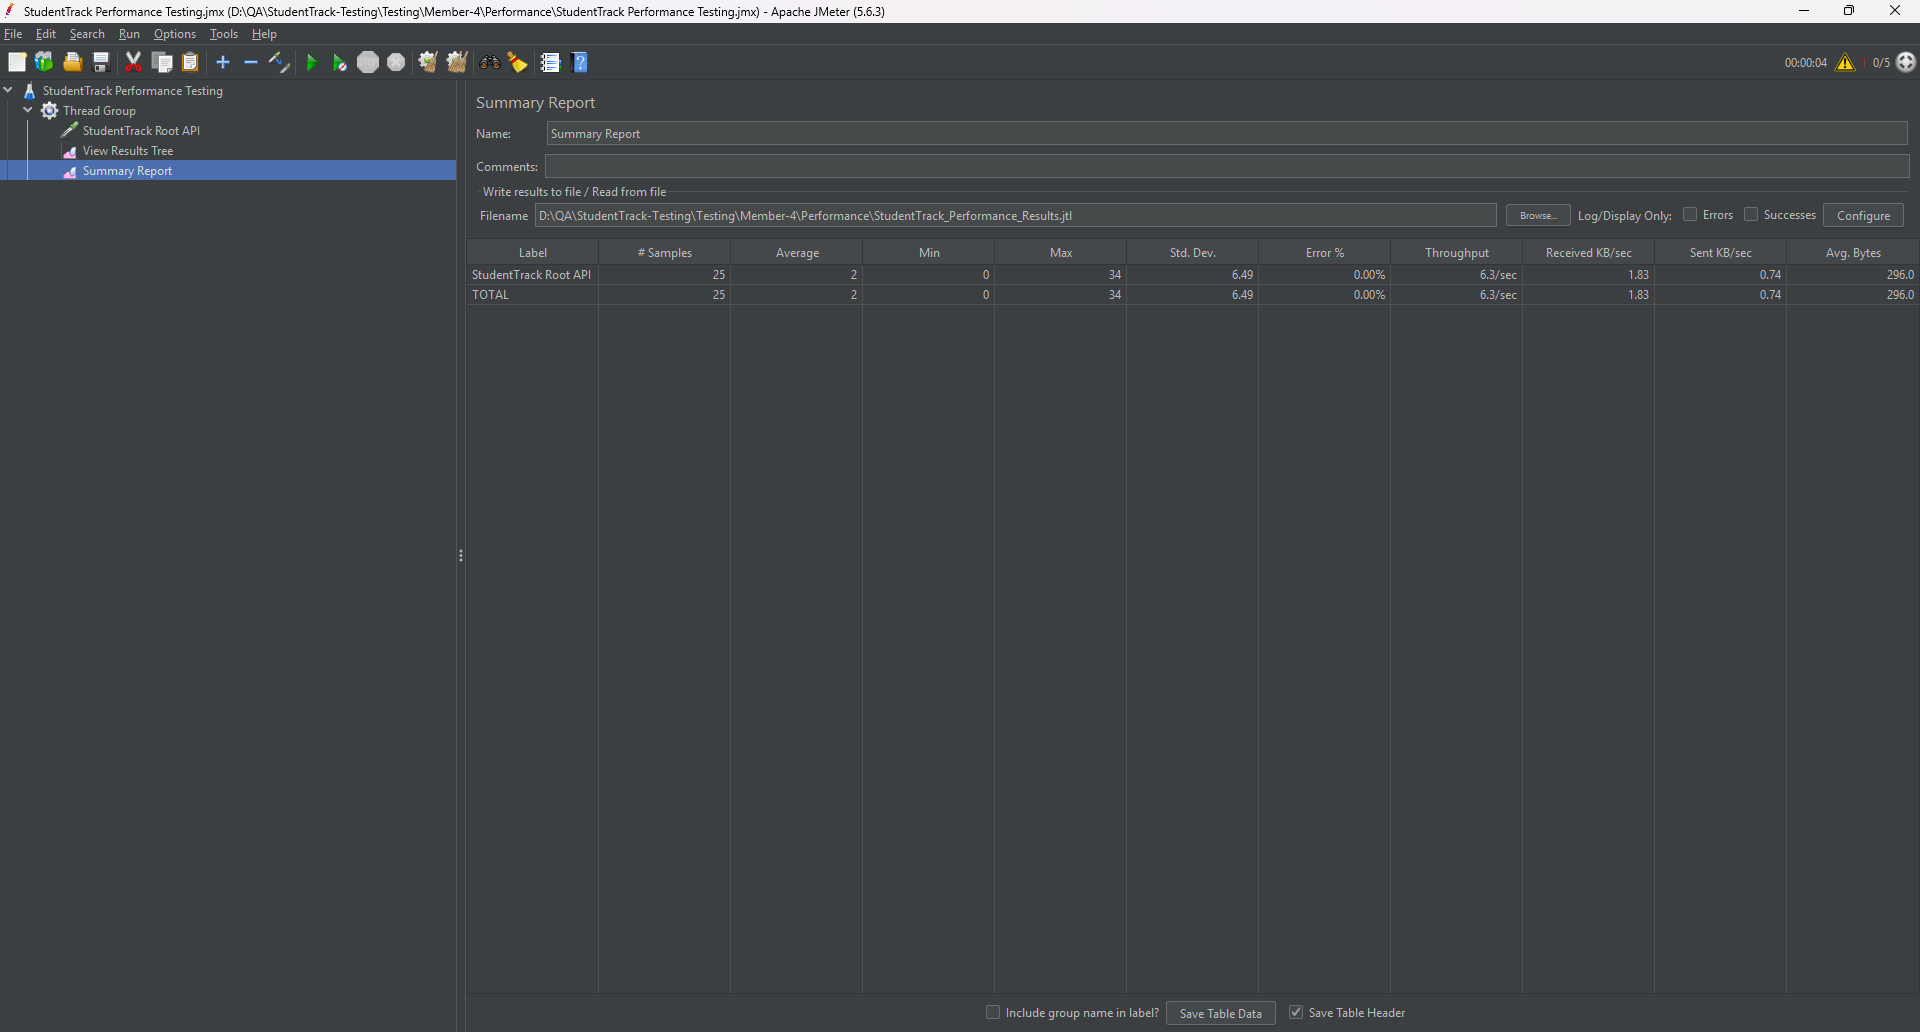 StudentTrack Performance Testing.jmx (D:\QA\StudentTrack-Testing\Testing\Member-4\Performance\StudentTrack Performance Testing.jmx) - Apache JMeter (5.6.3)
File Edit Search Run Options Tools Help
STOP 00:00:04 1 0/5
StudentTrack Performance Testing
Thread Group
StudentTrack Root API
View Results Tree
Summary Report
Summary Report
Name: Summary Report
Comments:
Write results to file / Read from file
Filename D:\QA\StudentTrack-Testing\Testing\Member-4\Performance\StudentTrack_Performance_Results.jtl Browse... Log/Display Only: Errors Successes Configure
Label # Samples Average Min Max Std. Dev. Error % Throughput Received KB/sec Sent KB/sec Avg. Bytes
StudentTrack Root API 25 2 0 34 6.49 0.00% 6.3/sec 1.83 0.74 296.0
TOTAL 25 2 0 34 6.49 0.00% 6.3/sec 1.83 0.74 296.0
Include group name in label? Save Table Data Save Table Header